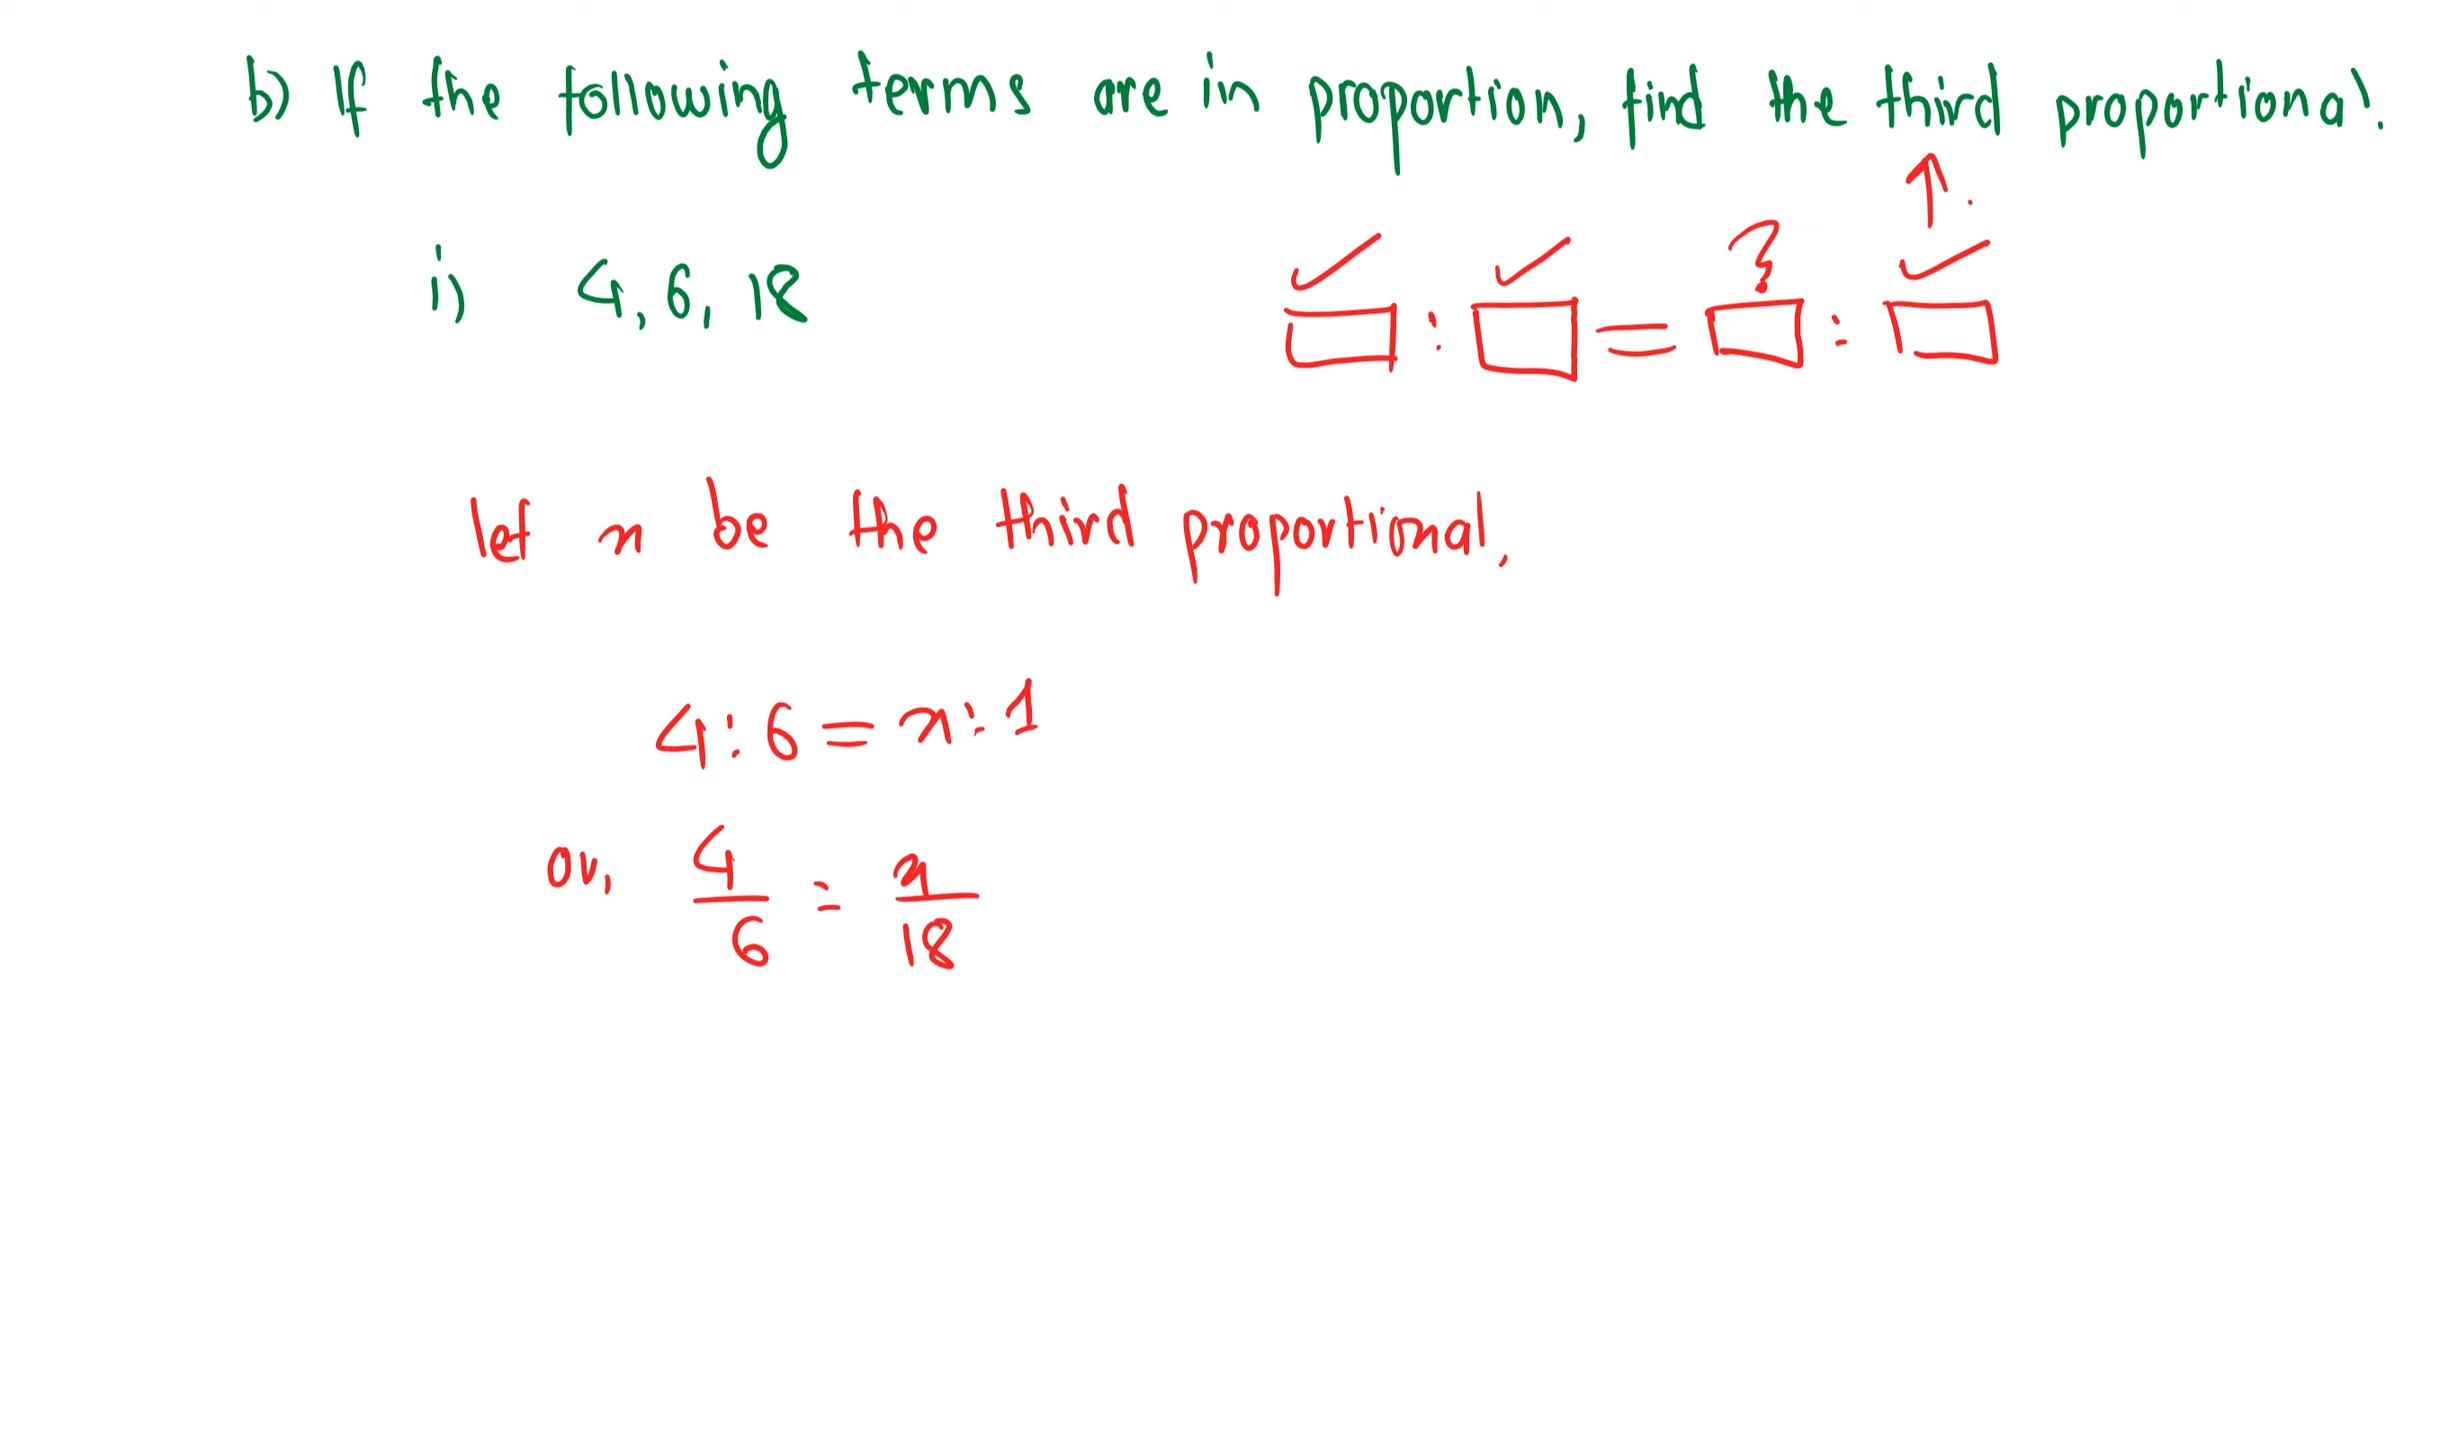 b) If the following terms are in proportion, find the third proportional.
i) 4, 6, 18
✓ ✓ ? ✓
□ : □ = □ : □
let x be the third proportional,
4 : 6 = x : 1
or, 4/6 = x/18